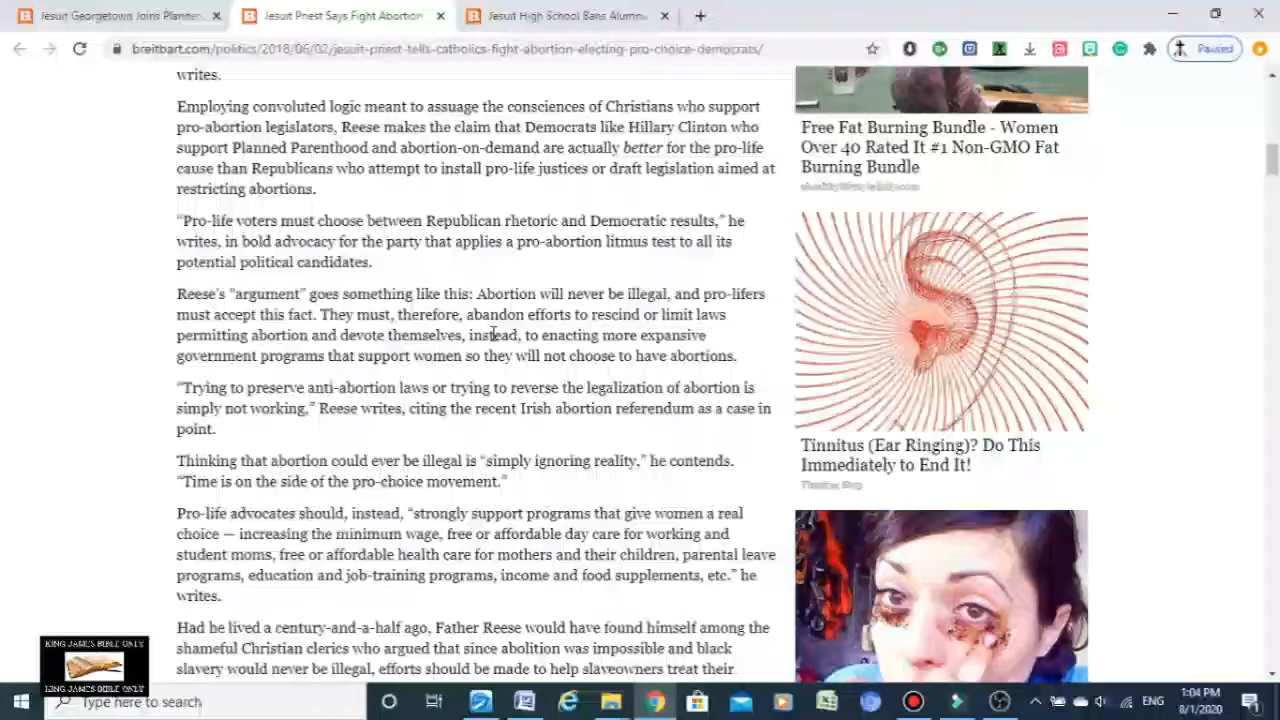 Jesuit Georgetown Joins Planne
Jesuit Priest Says Fight Abortion
Jesuit High School Bans Alumn
breitbart.com/politics/2018/06/02/jesuit-priest-tells-catholics-fight-abortion-electing-pro-choice-democrats/
Paused
writes.
Employing convoluted logic meant to assuage the consciences of Christians who support
pro-abortion legislators, Reese makes the claim that Democrats like Hillary Clinton who
support Planned Parenthood and abortion-on-demand are actually better for the pro-life
cause than Republicans who attempt to install pro-life justices or draft legislation aimed at
restricting abortions.
“Pro-life voters must choose between Republican rhetoric and Democratic results,” he
writes, in bold advocacy for the party that applies a pro-abortion litmus test to all its
potential political candidates.
Reese’s “argument” goes something like this: Abortion will never be illegal, and pro-lifers
must accept this fact. They must, therefore, abandon efforts to rescind or limit laws
permitting abortion and devote themselves, instead, to enacting more expansive
government programs that support women so they will not choose to have abortions.
“Trying to preserve anti-abortion laws or trying to reverse the legalization of abortion is
simply not working,” Reese writes, citing the recent Irish abortion referendum as a case in
point.
Thinking that abortion could ever be illegal is “simply ignoring reality,” he contends.
“Time is on the side of the pro-choice movement.”
Pro-life advocates should, instead, “strongly support programs that give women a real
choice — increasing the minimum wage, free or affordable day care for working and
student moms, free or affordable health care for mothers and their children, parental leave
programs, education and job-training programs, income and food supplements, etc.” he
writes.
Had he lived a century-and-a-half ago, Father Reese would have found himself among the
shameful Christian clerics who argued that since abolition was impossible and black
slavery would never be illegal, efforts should be made to help slaveowners treat their
Free Fat Burning Bundle - Women
Over 40 Rated It #1 Non-GMO Fat
Burning Bundle
Tinnitus (Ear Ringing)? Do This
Immediately to End It!
KING JAMES BIBLE ONLY
KING JAMES BIBLE ONLY
Type here to search
ENG
1:04 PM
8/1/2020